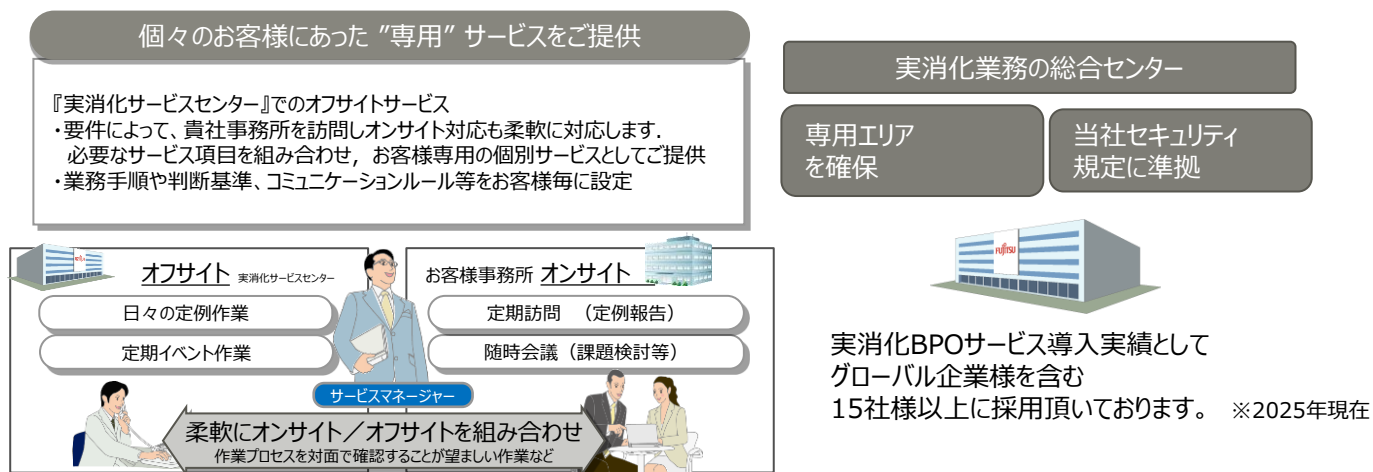 個々のお客様にあった ”専用” サービスをご提供
『実消化サービスセンター』でのオフサイトサービス
・要件によって、貴社事務所を訪問しオンサイト対応も柔軟に対応します.
必要なサービス項目を組み合わせ, お客様専用の個別サービスとしてご提供
・業務手順や判断基準、コミュニケーションルール等をお客様毎に設定
オフサイト 実消化サービスセンター
日々の定例作業
定期イベント作業
お客様事務所 オンサイト
定期訪問 （定例報告）
随時会議（課題検討等）
サービスマネージャー
柔軟にオンサイト／オフサイトを組み合わせ
作業プロセスを対面で確認することが望ましい作業など
実消化業務の総合センター
専用エリア
を確保
当社セキュリティ
規定に準拠
FUJITSU
実消化BPOサービス導入実績として
グローバル企業様を含む
15社様以上に採用頂いております。 ※2025年現在